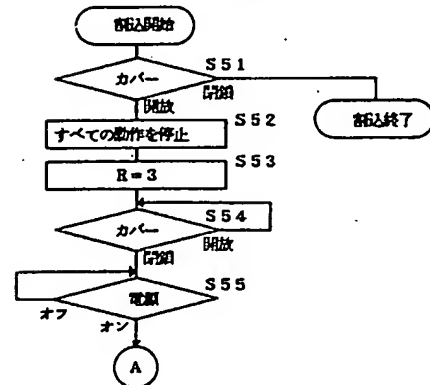 割込開始
S51
カバー
開放
閉鎖
割込終了
S52
すべての動作を停止
S53
R=3
S54
カバー
開放
閉鎖
S55
電源
オフ
オン
A